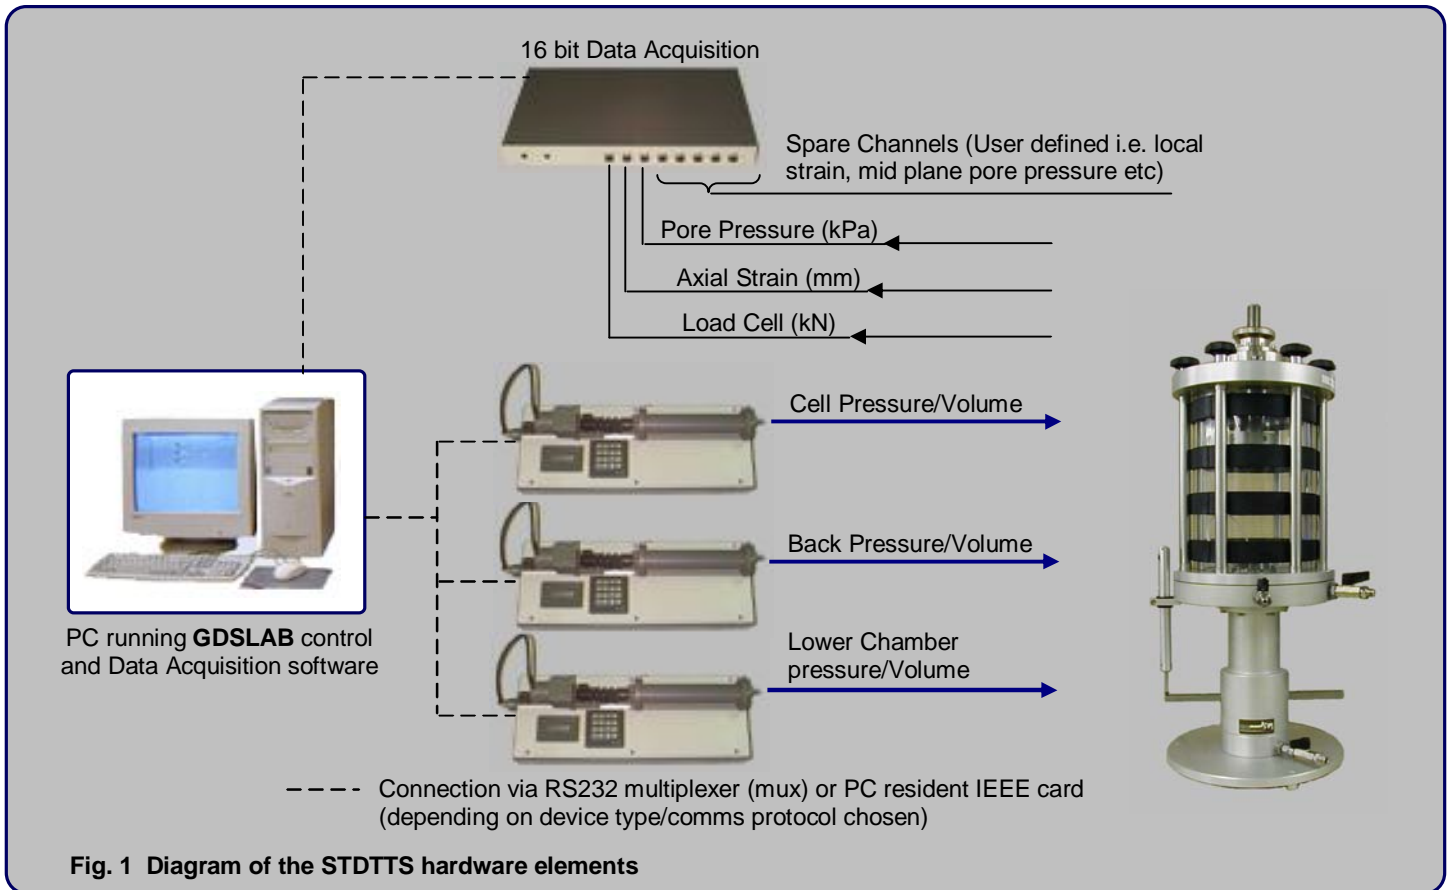 16 bit Data Acquisition
Spare Channels (User defined i.e. local
strain, mid plane pore pressure etc)
Pore Pressure (kPa)
Axial Strain (mm)
Load Cell (kN)
Cell Pressure/Volume
Back Pressure/Volume
Lower Chamber
pressure/Volume
PC running GDSLAB control
and Data Acquisition software
Connection via RS232 multiplexer (mux) or PC resident IEEE card
(depending on device type/comms protocol chosen)
Fig. 1 Diagram of the STDTTS hardware elements